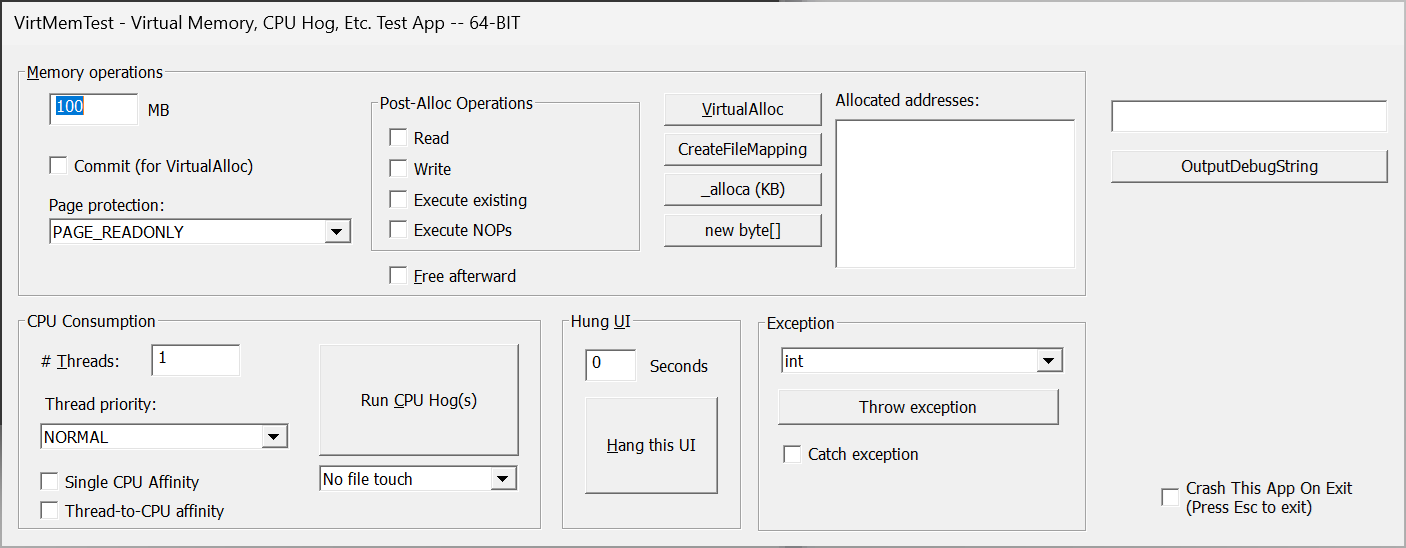 VirtMemTest - Virtual Memory, CPU Hog, Etc. Test App -- 64-BIT
Memory operations
100 MB
Commit (for VirtualAlloc)
Page protection:
PAGE_READONLY
Post-Alloc Operations
Read
Write
Execute existing
Execute NOPs
Free afterward
VirtualAlloc
CreateFileMapping
_alloca (KB)
new byte[]
Allocated addresses:
OutputDebugString
CPU Consumption
# Threads: 1
Thread priority:
NORMAL
Single CPU Affinity
Thread-to-CPU affinity
Run CPU Hog(s)
No file touch
Hung UI
0 Seconds
Hang this UI
Exception
int
Throw exception
Catch exception
Crash This App On Exit
(Press Esc to exit)